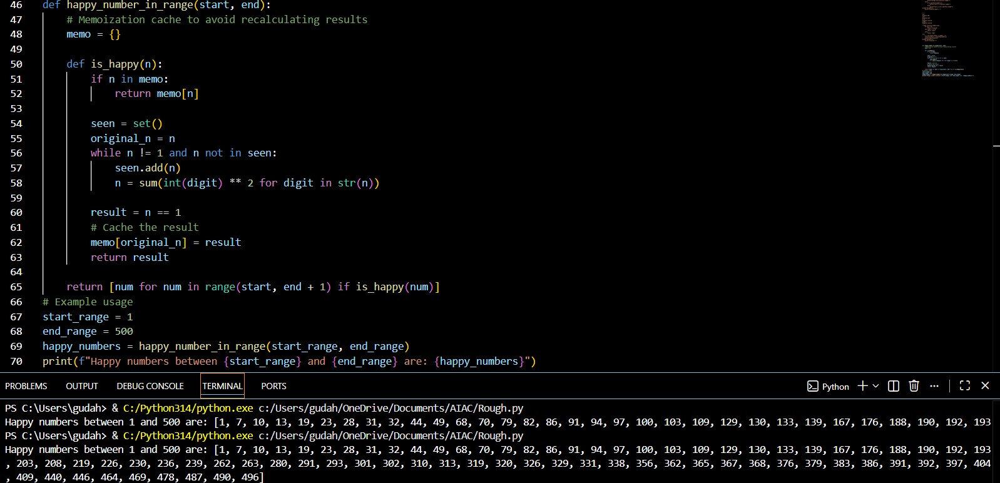 46 def happy_number_in_range(start, end):
47     # Memoization cache to avoid recalculating results
48     memo = {}
49
50     def is_happy(n):
51         if n in memo:
52             return memo[n]
53
54         seen = set()
55         original_n = n
56         while n != 1 and n not in seen:
57             seen.add(n)
58             n = sum(int(digit) ** 2 for digit in str(n))
59
60         result = n == 1
61         # Cache the result
62         memo[original_n] = result
63         return result
64
65     return [num for num in range(start, end + 1) if is_happy(num)]
66 # Example usage
67 start_range = 1
68 end_range = 500
69 happy_numbers = happy_number_in_range(start_range, end_range)
70 print(f"Happy numbers between {start_range} and {end_range} are: {happy_numbers}")
PROBLEMS OUTPUT DEBUG CONSOLE TERMINAL PORTS Python
PS C:\Users\gudah> & C:/Python314/python.exe c:/Users/gudah/OneDrive/Documents/AIAC/Rough.py
Happy numbers between 1 and 500 are: [1, 7, 10, 13, 19, 23, 28, 31, 32, 44, 49, 68, 70, 79, 82, 86, 91, 94, 97, 100, 103, 109, 129, 130, 133, 139, 167, 176, 188, 190, 192, 193
PS C:\Users\gudah> & C:/Python314/python.exe c:/Users/gudah/OneDrive/Documents/AIAC/Rough.py
Happy numbers between 1 and 500 are: [1, 7, 10, 13, 19, 23, 28, 31, 32, 44, 49, 68, 70, 79, 82, 86, 91, 94, 97, 100, 103, 109, 129, 130, 133, 139, 167, 176, 188, 190, 192, 193
, 203, 208, 219, 226, 230, 236, 239, 262, 263, 280, 291, 293, 301, 302, 310, 313, 319, 320, 326, 329, 331, 338, 356, 362, 365, 367, 368, 376, 379, 383, 386, 391, 392, 397, 404
, 409, 440, 446, 464, 469, 478, 487, 490, 496]